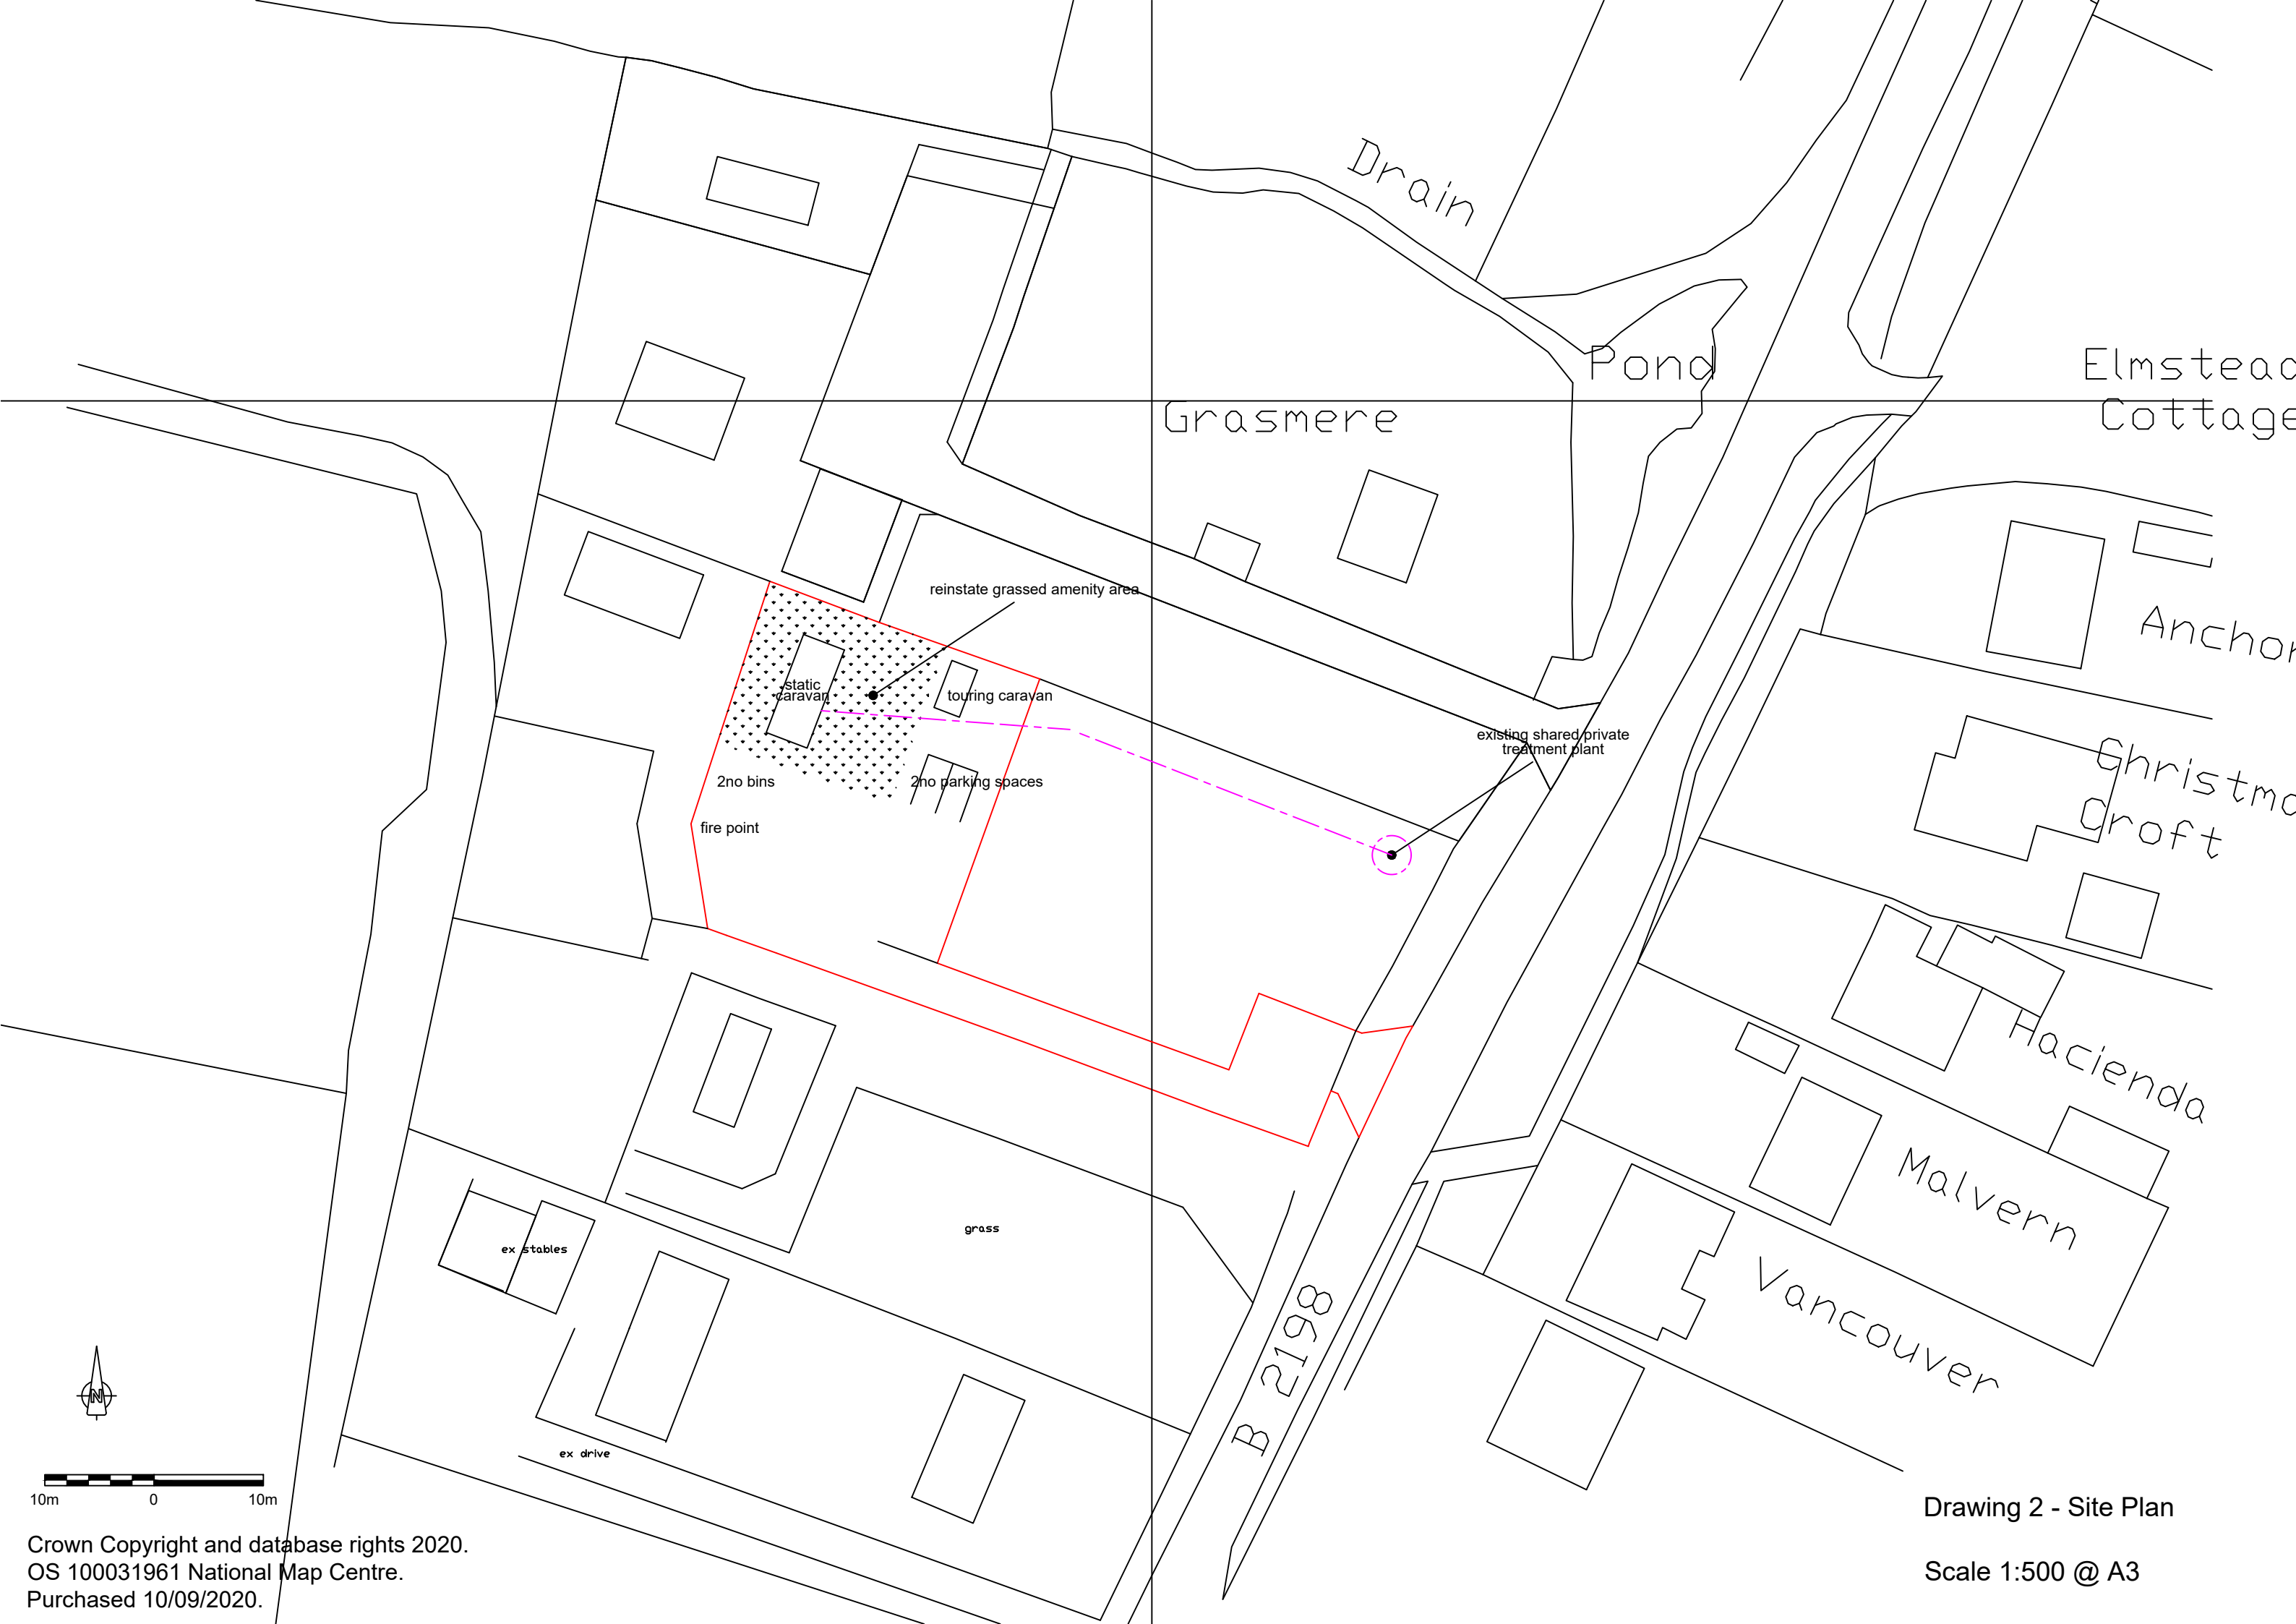 Drain
Pond
Grasmere
reinstate grassed amenity area
static
caravan
touring caravan
existing shared private
treatment plant
2no bins
2no parking spaces
fire point
Anchor
Croft
Hacienda
Malvern
Vancouver
grass
ex stables
B 2198
ex drive
N
10m
0
10m
Crown Copyright and database rights 2020.
OS 100031961 National Map Centre.
Purchased 10/09/2020.
Drawing 2 - Site Plan
Scale 1:500 @ A3